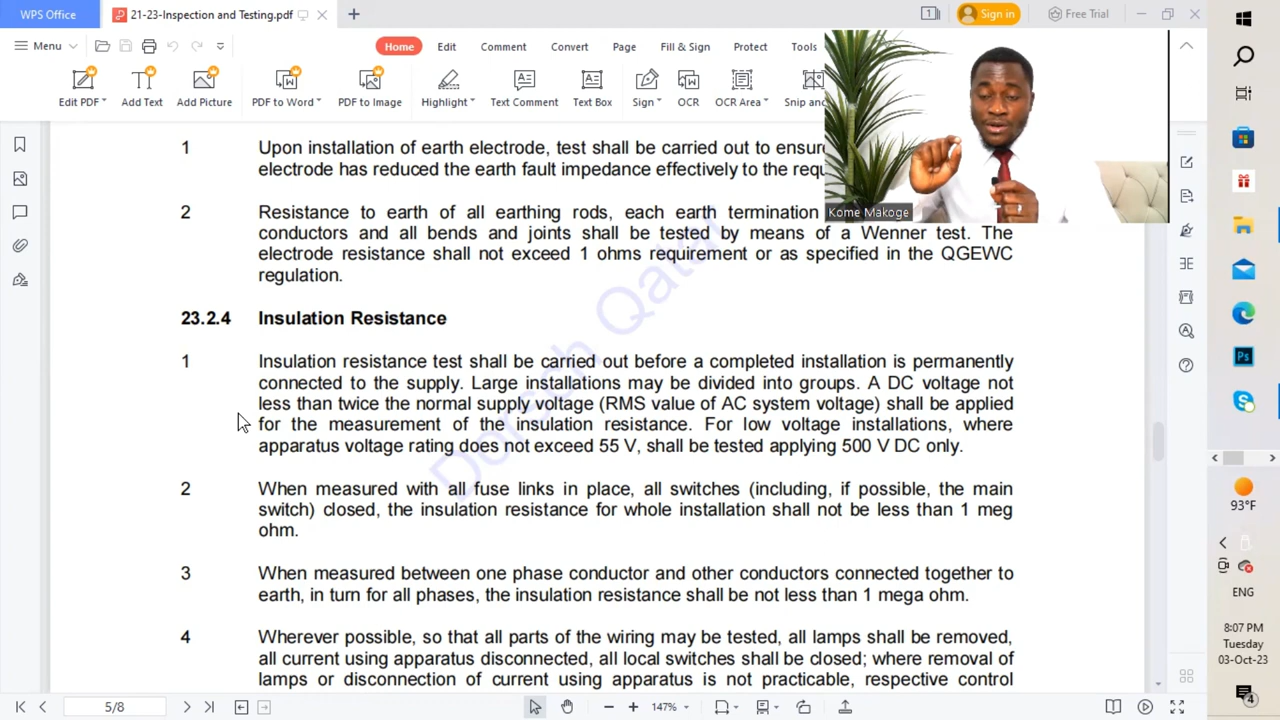 WPS Office
21-23-Inspection and Testing.pdf
1
Sign in
Free Trial
Menu
Home
Edit
Comment
Convert
Page
Fill & Sign
Protect
Tools
Edit PDF
Add Text
Add Picture
PDF to Word
PDF to Image
Highlight
Text Comment
Text Box
Sign
OCR
OCR Area
Snip and
1 Upon installation of earth electrode, test shall be carried out to ensure
electrode has reduced the earth fault impedance effectively to the
2 Resistance to earth of all earthing rods, each earth termination
conductors and all bends and joints shall be tested by means of a Wenner test. The
electrode resistance shall not exceed 1 ohms requirement or as specified in the QGEWC
regulation.
23.2.4 Insulation Resistance
1 Insulation resistance test shall be carried out before a completed installation is permanently
connected to the supply. Large installations may be divided into groups. A DC voltage not
less than twice the normal supply voltage (RMS value of AC system voltage) shall be applied
for the measurement of the insulation resistance. For low voltage installations, where
apparatus voltage rating does not exceed 55 V, shall be tested applying 500 V DC only.
2 When measured with all fuse links in place, all switches (including, if possible, the main
switch) closed, the insulation resistance for whole installation shall not be less than 1 meg
ohm.
3 When measured between one phase conductor and other conductors connected together to
earth, in turn for all phases, the insulation resistance shall be not less than 1 mega ohm.
4 Wherever possible, so that all parts of the wiring may be tested, all lamps shall be removed,
all current using apparatus disconnected, all local switches shall be closed; where removal of
lamps or disconnection of current using apparatus is not practicable, respective control
Dorsch Qatar
Kome Makoge
5/8
147%
Ps
93°F
ENG
8:07 PM
Tuesday
03-Oct-23
4